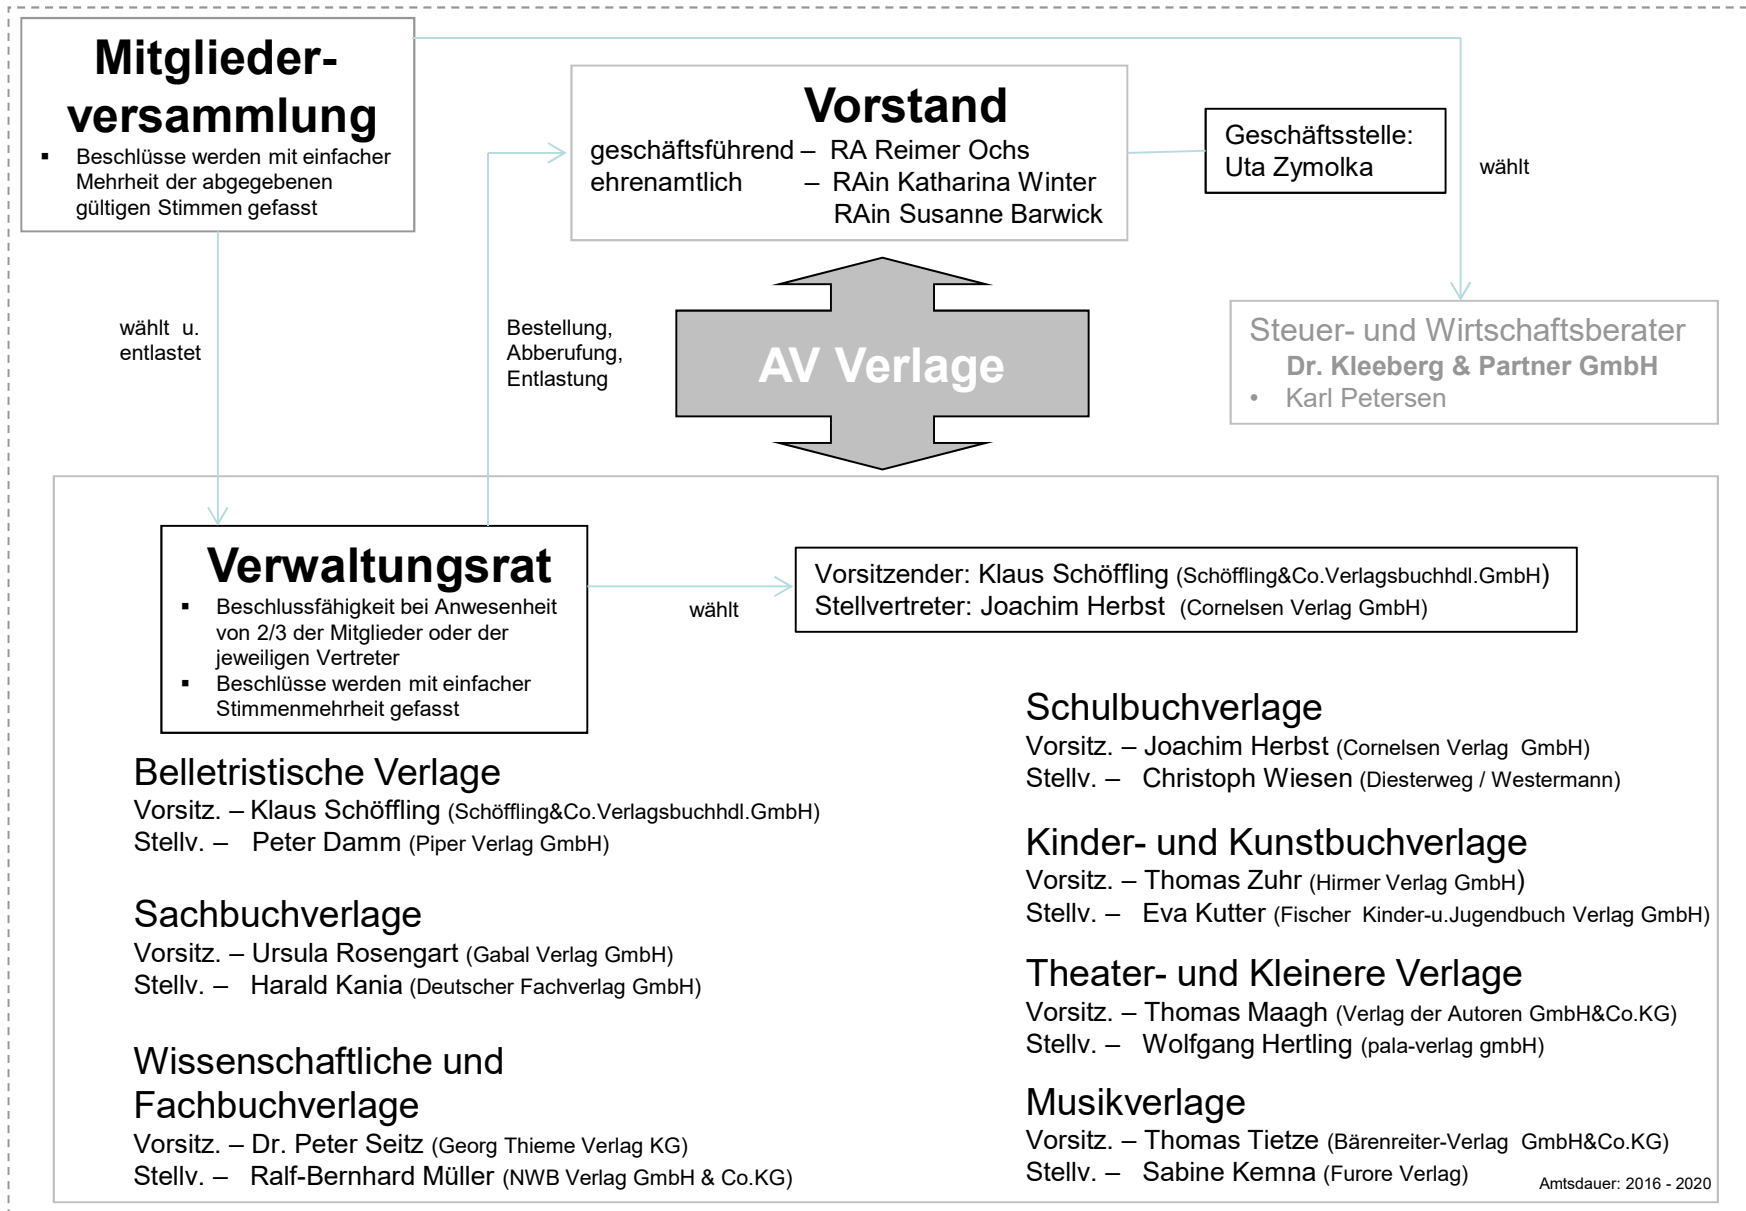 Mitglieder-
versammlung
▪ Beschlüsse werden mit einfacher
Mehrheit der abgegebenen
gültigen Stimmen gefasst
Vorstand
geschäftsführend – RA Reimer Ochs
ehrenamtlich – RAin Katharina Winter
RAin Susanne Barwick
Geschäftsstelle:
Uta Zymolka
wählt
wählt u.
entlastet
Bestellung,
Abberufung,
Entlastung
AV Verlage
Steuer- und Wirtschaftsberater
Dr. Kleeberg & Partner GmbH
• Karl Petersen
Verwaltungsrat
▪ Beschlussfähigkeit bei Anwesenheit
von 2/3 der Mitglieder oder der
jeweiligen Vertreter
▪ Beschlüsse werden mit einfacher
Stimmenmehrheit gefasst
wählt
Vorsitzender: Klaus Schöffling (Schöffling&Co.Verlagsbuchhdl.GmbH)
Stellvertreter: Joachim Herbst (Cornelsen Verlag GmbH)
Belletristische Verlage
Vorsitz. – Klaus Schöffling (Schöffling&Co.Verlagsbuchhdl.GmbH)
Stellv. – Peter Damm (Piper Verlag GmbH)
Sachbuchverlage
Vorsitz. – Ursula Rosengart (Gabal Verlag GmbH)
Stellv. – Harald Kania (Deutscher Fachverlag GmbH)
Wissenschaftliche und
Fachbuchverlage
Vorsitz. – Dr. Peter Seitz (Georg Thieme Verlag KG)
Stellv. – Ralf-Bernhard Müller (NWB Verlag GmbH & Co.KG)
Schulbuchverlage
Vorsitz. – Joachim Herbst (Cornelsen Verlag GmbH)
Stellv. – Christoph Wiesen (Diesterweg / Westermann)
Kinder- und Kunstbuchverlage
Vorsitz. – Thomas Zuhr (Hirmer Verlag GmbH)
Stellv. – Eva Kutter (Fischer Kinder-u.Jugendbuch Verlag GmbH)
Theater- und Kleinere Verlage
Vorsitz. – Thomas Maagh (Verlag der Autoren GmbH&Co.KG)
Stellv. – Wolfgang Hertling (pala-verlag gmbH)
Musikverlage
Vorsitz. – Thomas Tietze (Bärenreiter-Verlag GmbH&Co.KG)
Stellv. – Sabine Kemna (Furore Verlag)
Amtsdauer: 2016 - 2020